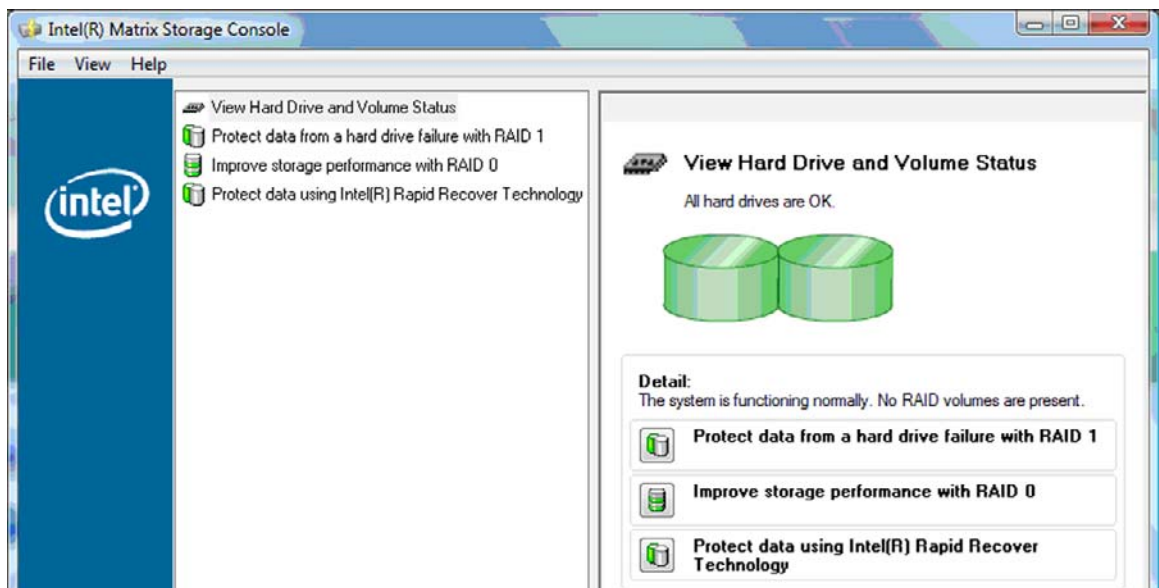 Intel(R) Matrix Storage Console
File View Help
intel
View Hard Drive and Volume Status
Protect data from a hard drive failure with RAID 1
Improve storage performance with RAID 0
Protect data using Intel(R) Rapid Recover Technology
View Hard Drive and Volume Status
All hard drives are OK.
Detail:
The system is functioning normally. No RAID volumes are present.
Protect data from a hard drive failure with RAID 1
Improve storage performance with RAID 0
Protect data using Intel(R) Rapid Recover
Technology